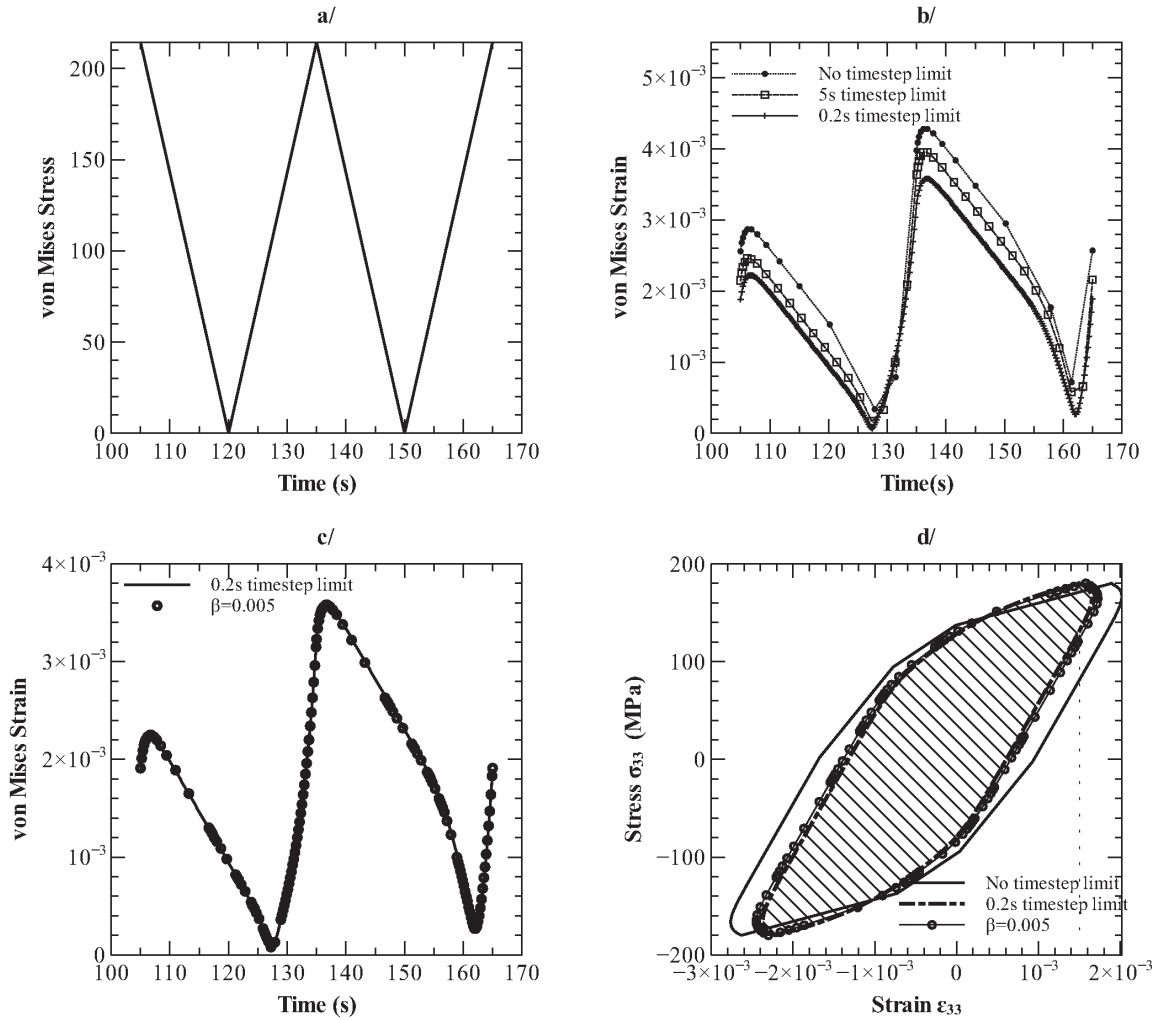 a/
200
150
100
50
0
100 110 120 130 140 150 160 170
von Mises Stress
Time (s)
b/
5×10⁻³
4×10⁻³
3×10⁻³
2×10⁻³
10⁻³
0
100 110 120 130 140 150 160 170
von Mises Strain
Time(s)
No timestep limit
5s timestep limit
0.2s timestep limit
c/
4×10⁻³
3×10⁻³
2×10⁻³
10⁻³
0
100 110 120 130 140 150 160 170
von Mises Strain
Time (s)
0.2s timestep limit
β=0.005
d/
200
100
0
−100
−200
−3×10⁻³ −2×10⁻³ −1×10⁻³ 0 10⁻³ 2×10⁻³
Stress σ₃₃ (MPa)
Strain ε₃₃
No timestep limit
0.2s timestep limit
β=0.005